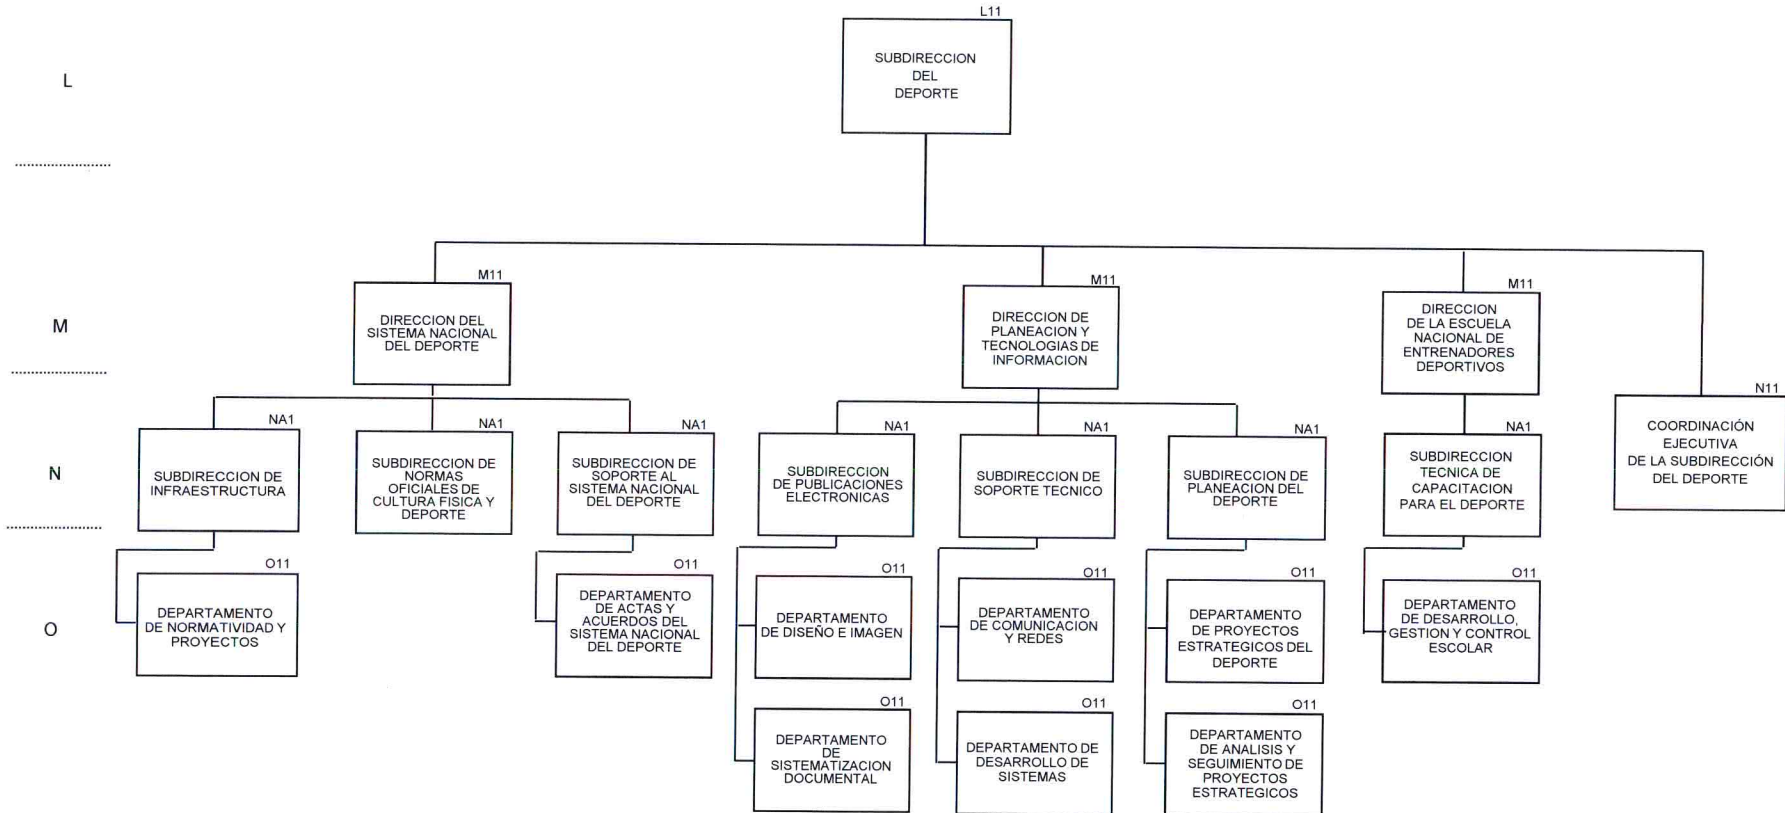 L11
SUBDIRECCION
DEL
DEPORTE
L
M11
DIRECCION DEL
SISTEMA NACIONAL
DEL DEPORTE
M11
DIRECCION DE
PLANEACION Y
TECNOLOGIAS DE
INFORMACION
M11
DIRECCION
DE LA ESCUELA
NACIONAL DE
ENTRENADORES
DEPORTIVOS
M
N11
COORDINACIÓN
EJECUTIVA
DE LA SUBDIRECCIÓN
DEL DEPORTE
NA1
SUBDIRECCION DE
INFRAESTRUCTURA
NA1
SUBDIRECCION DE
NORMAS
OFICIALES DE
CULTURA FISICA Y
DEPORTE
NA1
SUBDIRECCION DE
SOPORTE AL
SISTEMA NACIONAL
DEL DEPORTE
NA1
SUBDIRECCION
DE PUBLICACIONES
ELECTRONICAS
NA1
SUBDIRECCION DE
SOPORTE TECNICO
NA1
SUBDIRECCION DE
PLANEACION DEL
DEPORTE
NA1
SUBDIRECCION
TECNICA DE
CAPACITACION
PARA EL DEPORTE
N
O11
DEPARTAMENTO
DE NORMATIVIDAD Y
PROYECTOS
O11
DEPARTAMENTO
DE ACTAS Y
ACUERDOS DEL
SISTEMA NACIONAL
DEL DEPORTE
O11
DEPARTAMENTO
DE DISEÑO E IMAGEN
O11
DEPARTAMENTO
DE COMUNICACION
Y REDES
O11
DEPARTAMENTO
DE PROYECTOS
ESTRATEGICOS DEL
DEPORTE
O11
DEPARTAMENTO
DE DESARROLLO,
GESTION Y CONTROL
ESCOLAR
O
O11
DEPARTAMENTO
DE
SISTEMATIZACION
DOCUMENTAL
O11
DEPARTAMENTO DE
DESARROLLO DE
SISTEMAS
O11
DEPARTAMENTO
DE ANALISIS Y
SEGUIMIENTO DE
PROYECTOS
ESTRATEGICOS